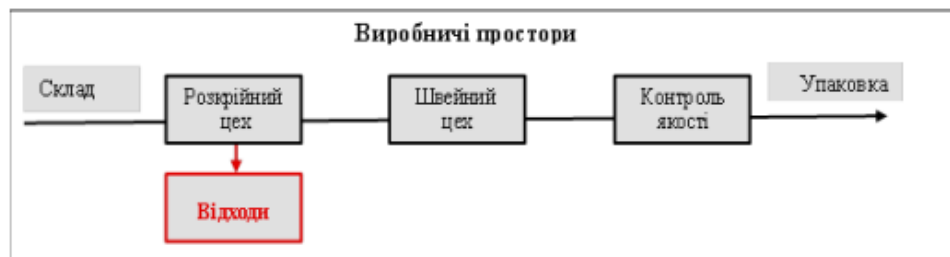 Виробничі простори
Склад
Розкрійний
цех
Швейний
цех
Контроль
якості
Упаковка
Відходи